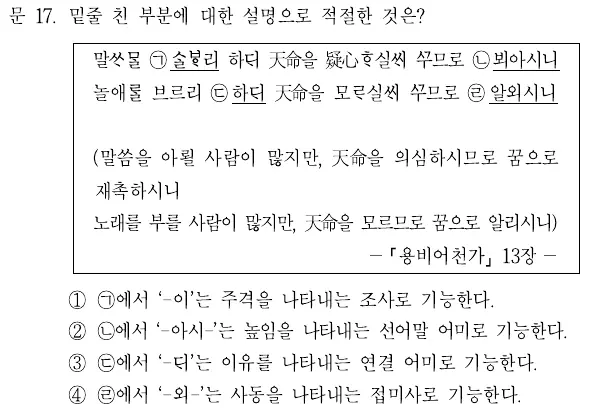 문 17. 밑줄 친 부분에 대한 설명으로 적절한 것은?
말ᄊᆞᄆᆞᆯ ㉠ᄉᆞᆯᄫᆞ리 하ᄃᆡ 天命을 疑心ᄒᆞ실ᄊᆡ ᄭᅮ므로 ㉡뵈아시니
놀애ᄅᆞᆯ 브르리 ㉢하ᄃᆡ 天命을 모ᄅᆞ실ᄊᆡ ᄭᅮ므로 ㉣알외시니
(말씀을 아뢸 사람이 많지만, 天命을 의심하시므로 꿈으로
재촉하시니
노래를 부를 사람이 많지만, 天命을 모르므로 꿈으로 알리시니)
-「용비어천가」13장 -
① ㉠에서 ‘-이’는 주격을 나타내는 조사로 기능한다.
② ㉡에서 ‘-아시-’는 높임을 나타내는 선어말 어미로 기능한다.
③ ㉢에서 ‘-ᄃᆡ’는 이유를 나타내는 연결 어미로 기능한다.
④ ㉣에서 ‘-외-’는 사동을 나타내는 접미사로 기능한다.